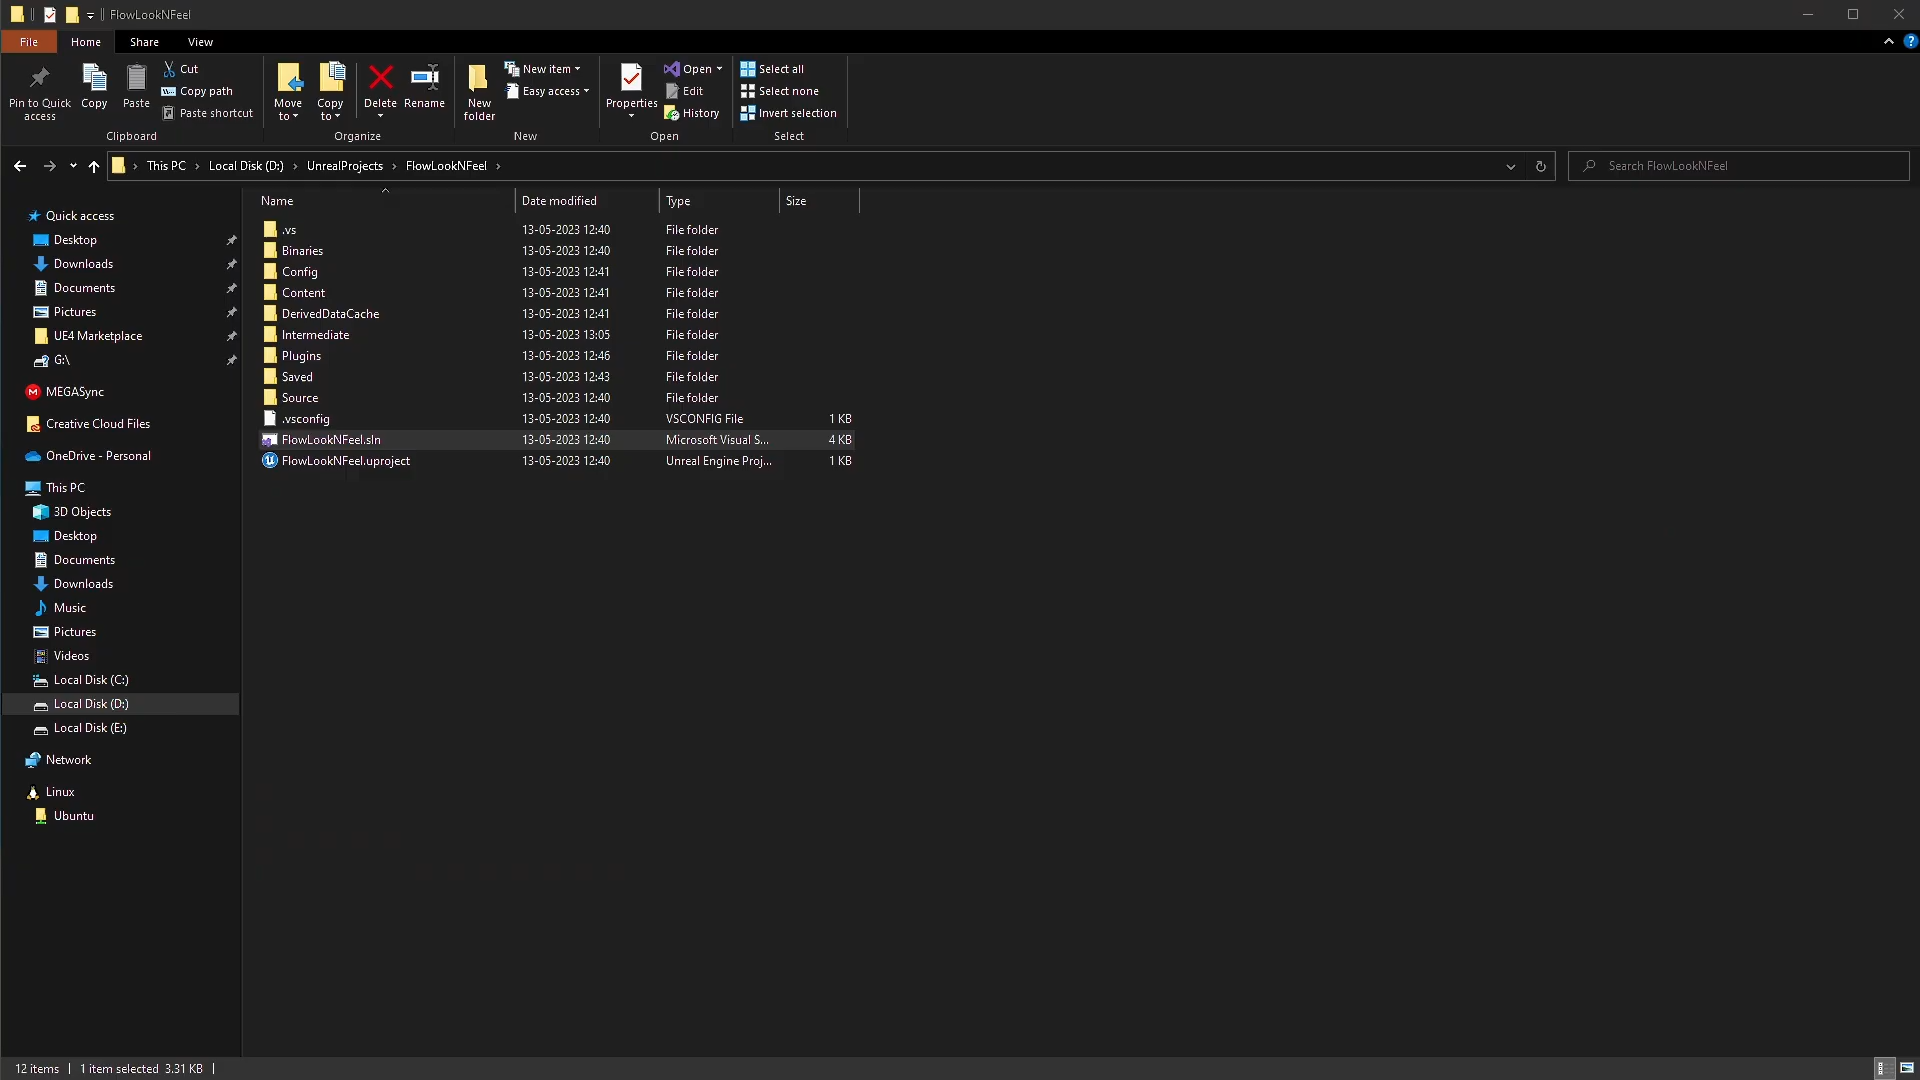 FlowLookNFeel
File Home Share View
Pin to Quick access
Copy
Paste
Cut
Copy path
Paste shortcut
Clipboard
Move to
Copy to
Delete
Rename
Organize
New folder
New item
Easy access
New
Properties
Open
Edit
History
Open
Select all
Select none
Invert selection
Select
This PC › Local Disk (D:) › UnrealProjects › FlowLookNFeel ›
Search FlowLookNFeel
Quick access
Desktop
Downloads
Documents
Pictures
UE4 Marketplace
G:\
MEGASync
Creative Cloud Files
OneDrive - Personal
This PC
3D Objects
Desktop
Documents
Downloads
Music
Pictures
Videos
Local Disk (C:)
Local Disk (D:)
Local Disk (E:)
Network
Linux
Ubuntu
Name Date modified Type Size
.vs 13-05-2023 12:40 File folder
Binaries 13-05-2023 12:40 File folder
Config 13-05-2023 12:41 File folder
Content 13-05-2023 12:41 File folder
DerivedDataCache 13-05-2023 12:41 File folder
Intermediate 13-05-2023 13:05 File folder
Plugins 13-05-2023 12:46 File folder
Saved 13-05-2023 12:43 File folder
Source 13-05-2023 12:40 File folder
.vsconfig 13-05-2023 12:40 VSCONFIG File 1 KB
FlowLookNFeel.sln 13-05-2023 12:40 Microsoft Visual S... 4 KB
FlowLookNFeel.uproject 13-05-2023 12:40 Unreal Engine Proj... 1 KB
12 items 1 item selected 3.31 KB